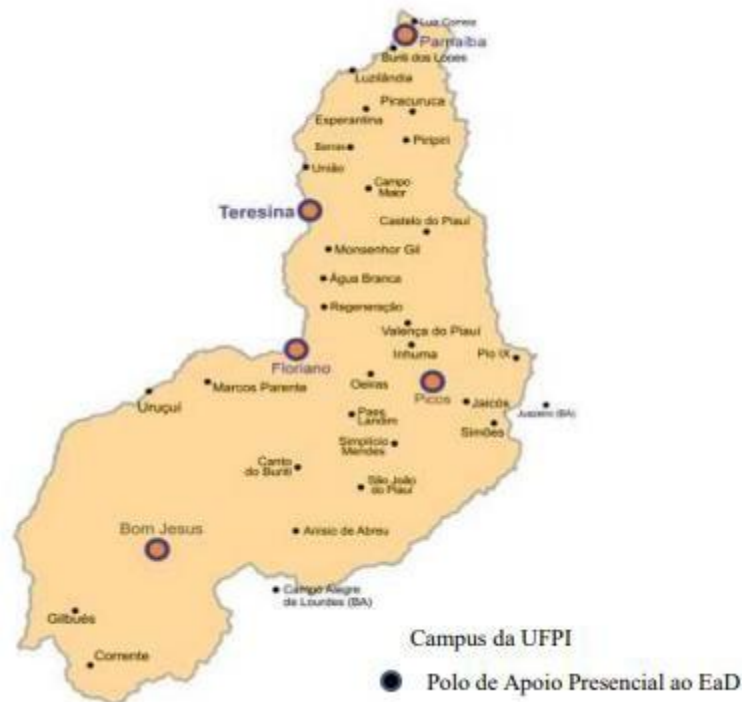 Luis Correia
Parnaíba
Buriti dos Lopes
Luzilândia
Piracuruca
Esperantina
Barras
Piripiri
União
Campo
Maior
Teresina
Castelo do Piauí
Monsenhor Gil
Água Branca
Regeneração
Valença do Piauí
Inhuma
Pio IX
Floriano
Oeiras
Picos
Marcos Parente
Uruçuí
Jaicós
Juazeiro (BA)
Paes
Landim
Simões
Simplício
Mendes
Canto
do Buriti
São João
do Piauí
Bom Jesus
Anisio de Abreu
Campo Alegre
de Lourdes (BA)
Gilbués
Corrente
Campus da UFPI
Polo de Apoio Presencial ao EaD